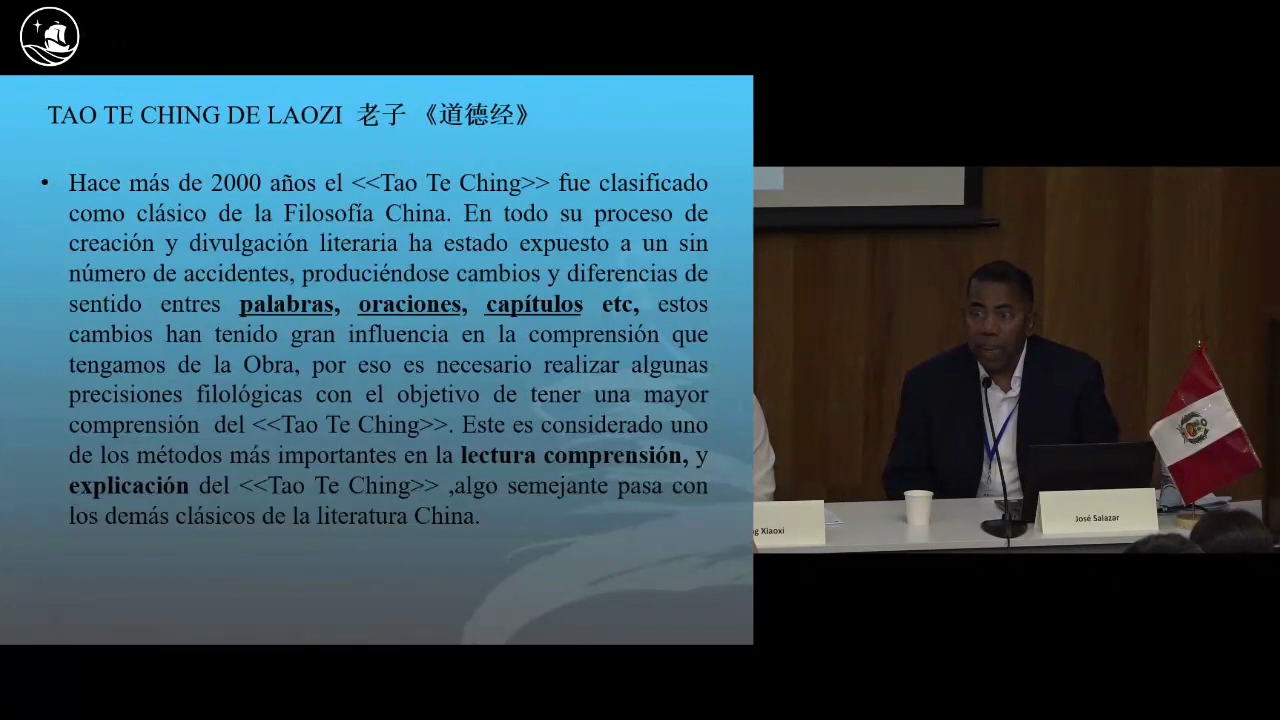 TAO TE CHING DE LAOZI 老子 《道德经》
• Hace más de 2000 años el <<Tao Te Ching>> fue clasificado
como clásico de la Filosofía China. En todo su proceso de
creación y divulgación literaria ha estado expuesto a un sin
número de accidentes, produciéndose cambios y diferencias de
sentido entres palabras, oraciones, capítulos etc, estos
cambios han tenido gran influencia en la comprensión que
tengamos de la Obra, por eso es necesario realizar algunas
precisiones filológicas con el objetivo de tener una mayor
comprensión del <<Tao Te Ching>>. Este es considerado uno
de los métodos más importantes en la lectura comprensión, y
explicación del <<Tao Te Ching>> ,algo semejante pasa con
los demás clásicos de la literatura China.
Xiaoxi
José Salazar